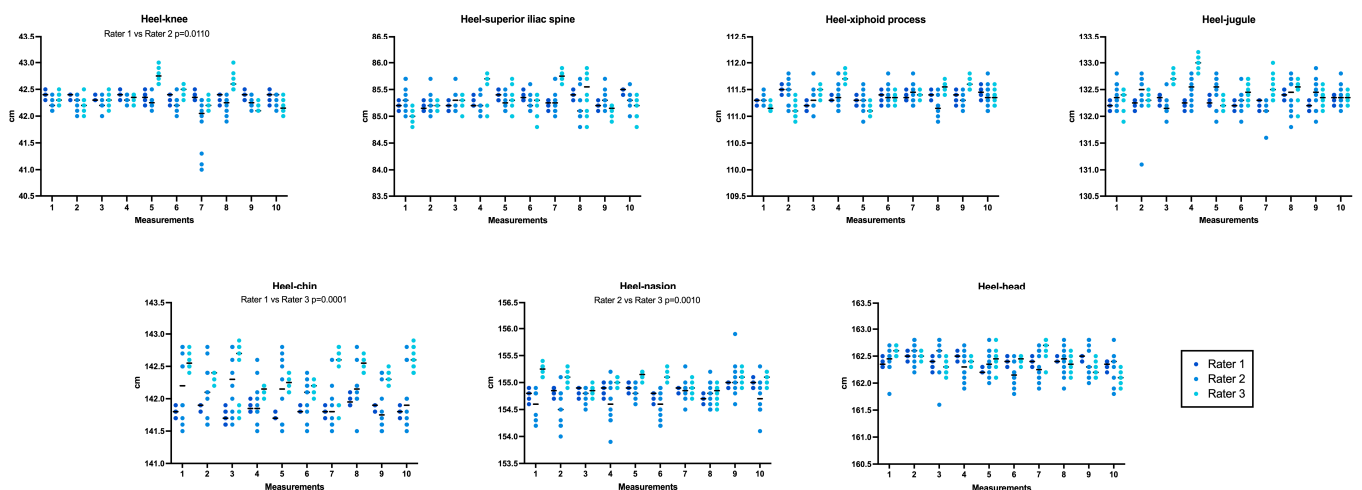 Heel-knee
Rater 1 vs Rater 2 p=0.0110
43.5
43.0
42.5
42.0
41.5
41.0
40.5
cm
1 2 3 4 5 6 7 8 9 10
Measurements
Heel-superior iliac spine
86.5
86.0
85.5
85.0
84.5
84.0
83.5
cm
1 2 3 4 5 6 7 8 9 10
Measurements
Heel-xiphoid process
112.5
112.0
111.5
111.0
110.5
110.0
109.5
cm
1 2 3 4 5 6 7 8 9 10
Measurements
Heel-jugule
133.5
133.0
132.5
132.0
131.5
131.0
130.5
cm
1 2 3 4 5 6 7 8 9 10
Measurements
Heel-chin
Rater 1 vs Rater 3 p=0.0001
143.5
143.0
142.5
142.0
141.5
141.0
cm
1 2 3 4 5 6 7 8 9 10
Measurements
Heel-nasion
Rater 2 vs Rater 3 p=0.0010
156.5
156.0
155.5
155.0
154.5
154.0
153.5
cm
1 2 3 4 5 6 7 8 9 10
Measurements
Heel-head
163.5
163.0
162.5
162.0
161.5
161.0
160.5
cm
1 2 3 4 5 6 7 8 9 10
Measurements
Rater 1
Rater 2
Rater 3